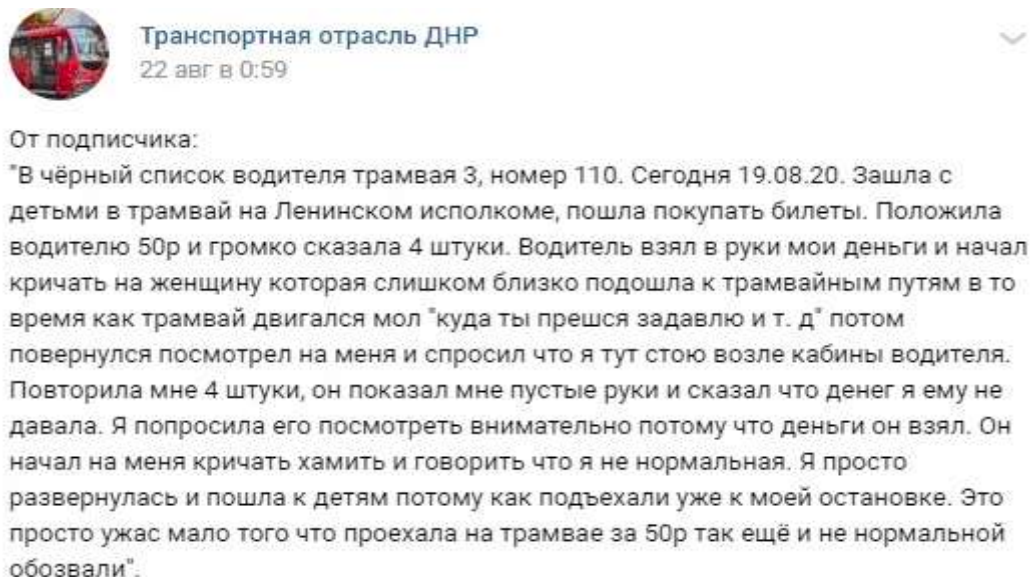 Транспортная отрасль ДНР
22 авг в 0:59
От подписчика:
"В чёрный список водителя трамвая 3, номер 110. Сегодня 19.08.20. Зашла с
детьми в трамвай на Ленинском исполкоме, пошла покупать билеты. Положила
водителю 50р и громко сказала 4 штуки. Водитель взял в руки мои деньги и начал
кричать на женщину которая слишком близко подошла к трамвайным путям в то
время как трамвай двигался мол "куда ты прешся задавлю и т. д" потом
повернулся посмотрел на меня и спросил что я тут стою возле кабины водителя.
Повторила мне 4 штуки, он показал мне пустые руки и сказал что денег я ему не
давала. Я попросила его посмотреть внимательно потому что деньги он взял. Он
начал на меня кричать хамить и говорить что я не нормальная. Я просто
развернулась и пошла к детям потому как подъехали уже к моей остановке. Это
просто ужас мало того что проехала на трамвае за 50р так ещё и не нормальной
обозвали".